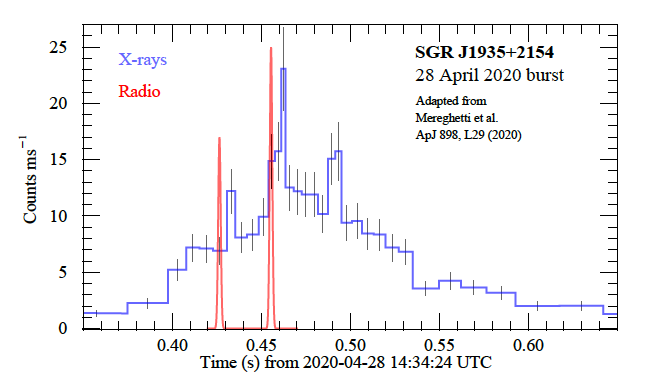 SGR J1935+2154
28 April 2020 burst
Adapted from
Mereghetti et al.
ApJ 898, L29 (2020)
X-rays
Radio
Counts ms⁻¹
25
20
15
10
5
0
0.40 0.45 0.50 0.55 0.60
Time (s) from 2020-04-28 14:34:24 UTC